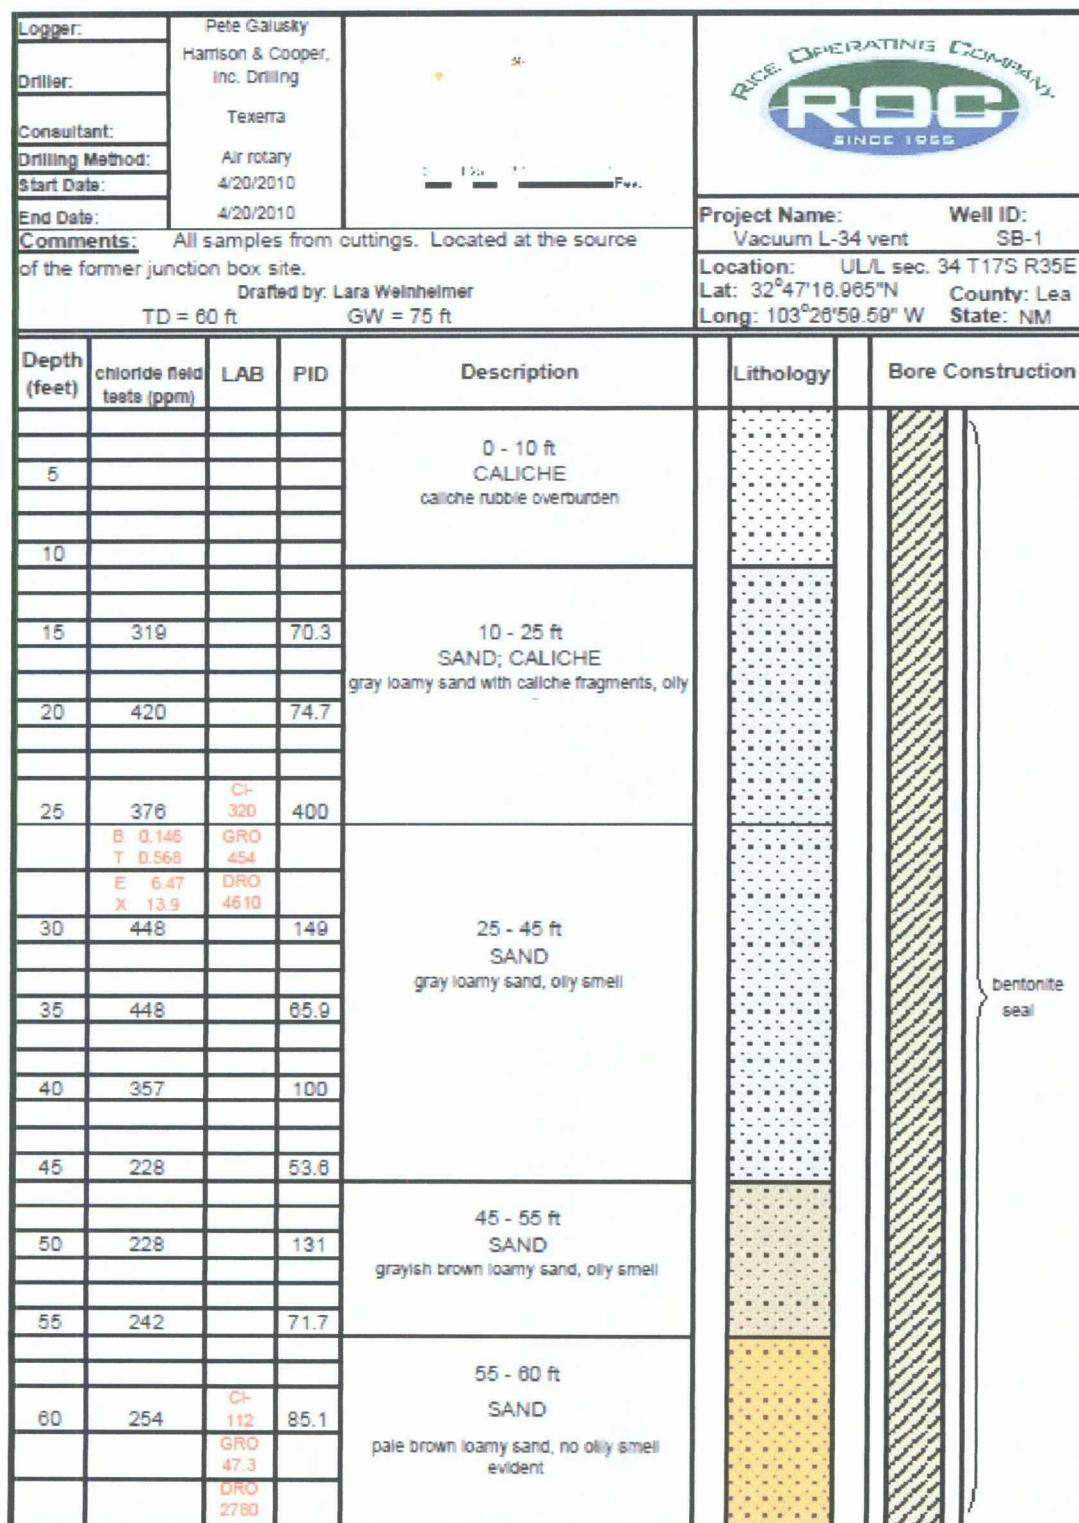 Logger: Pete Galusky
Driller: Harrison & Cooper, Inc. Drilling
Consultant: Texerra
Drilling Method: Air rotary
Start Date: 4/20/2010
End Date: 4/20/2010
RICE OPERATING COMPANY
ROC
SINCE 1955
Project Name: Well ID:
Vacuum L-34 vent SB-1
Comments: All samples from cuttings. Located at the source
of the former junction box site.
Drafted by: Lara Weinheimer
TD = 60 ft GW = 75 ft
Location: UL/L sec. 34 T17S R35E
Lat: 32°47'16.965"N County: Lea
Long: 103°26'59.59" W State: NM
Depth (feet) chloride field tests (ppm) LAB PID Description Lithology Bore Construction
0 - 10 ft
5 CALICHE
caliche rubble overburden
10
15 319 70.3 10 - 25 ft
SAND; CALICHE
gray loamy sand with caliche fragments, oily
20 420 74.7
Cl-
25 376 320 400
B 0.146 GRO
T 0.568 454
E 6.47 DRO
X 13.9 4610
30 448 149 25 - 45 ft
SAND
gray loamy sand, oily smell
bentonite
35 448 65.9 seal
40 357 100
45 228 53.6
45 - 55 ft
50 228 131 SAND
grayish brown loamy sand, oily smell
55 242 71.7
55 - 60 ft
Cl-
60 254 112 85.1 SAND
GRO pale brown loamy sand, no oily smell
47.3 evident
DRO
2780